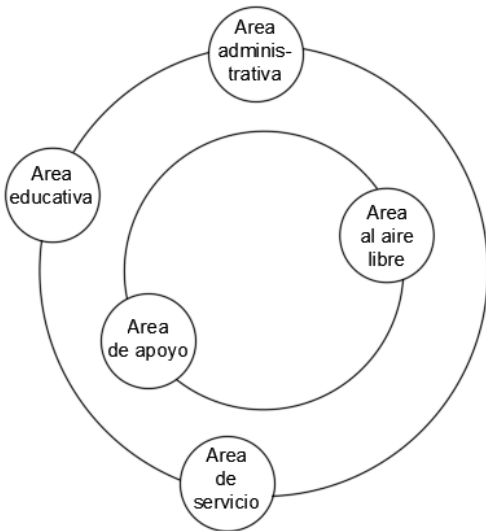 Area
adminis-
trativa
Area
educativa
Area
al aire
libre
Area
de apoyo
Area
de
servicio